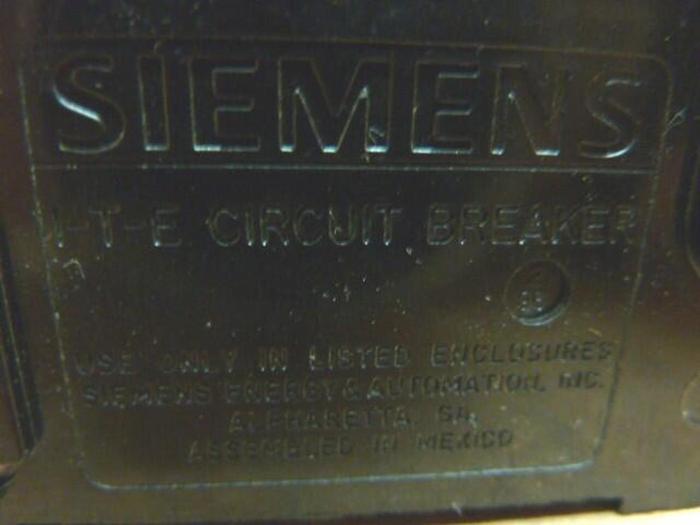 SIEMENS
I-T-E CIRCUIT BREAKER
USE ONLY IN LISTED ENCLOSURES
SIEMENS ENERGY & AUTOMATION, INC.
ALPHARETTA, GA.
ASSEMBLED IN MEXICO